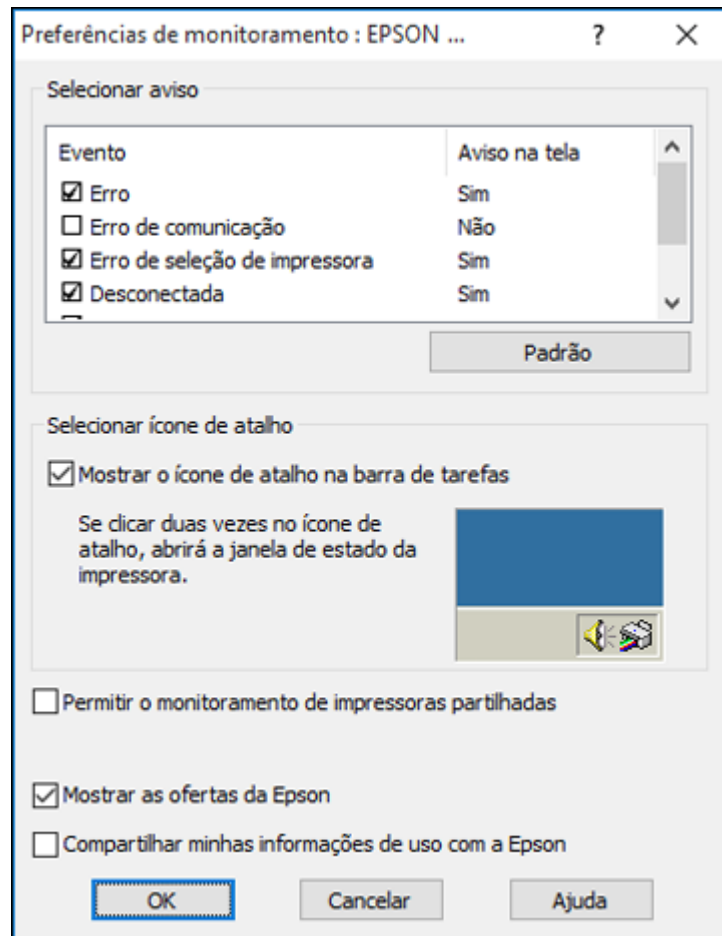 Preferências de monitoramento : EPSON ...
Selecionar aviso
Evento Aviso na tela
Erro Sim
Erro de comunicação Não
Erro de seleção de impressora Sim
Desconectada Sim
Padrão
Selecionar ícone de atalho
Mostrar o ícone de atalho na barra de tarefas
Se clicar duas vezes no ícone de
atalho, abrirá a janela de estado da
impressora.
Permitir o monitoramento de impressoras partilhadas
Mostrar as ofertas da Epson
Compartilhar minhas informações de uso com a Epson
OK Cancelar Ajuda